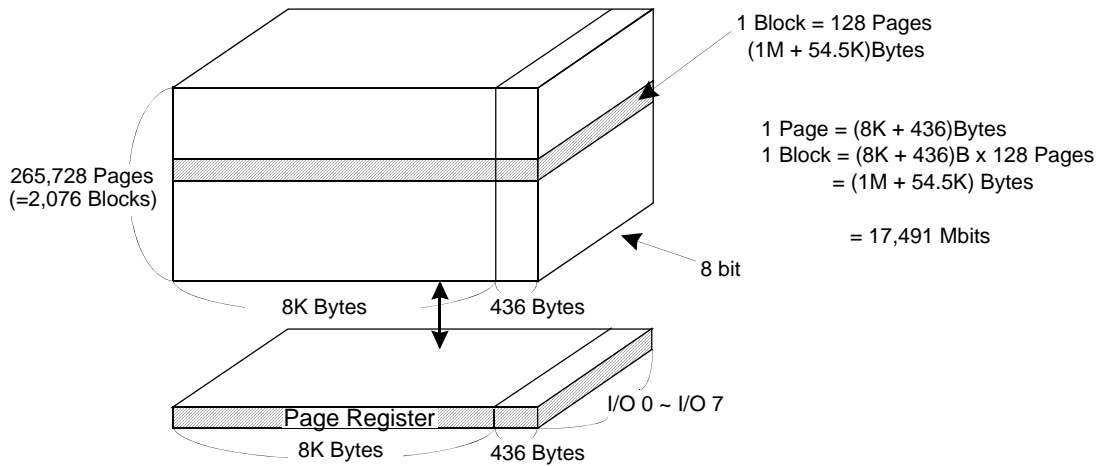 1 Block = 128 Pages
(1M + 54.5K)Bytes
1 Page = (8K + 436)Bytes
1 Block = (8K + 436)B x 128 Pages
= (1M + 54.5K) Bytes
= 17,491 Mbits
265,728 Pages
(=2,076 Blocks)
8 bit
8K Bytes
436 Bytes
I/O 0 ~ I/O 7
Page Register
8K Bytes
436 Bytes